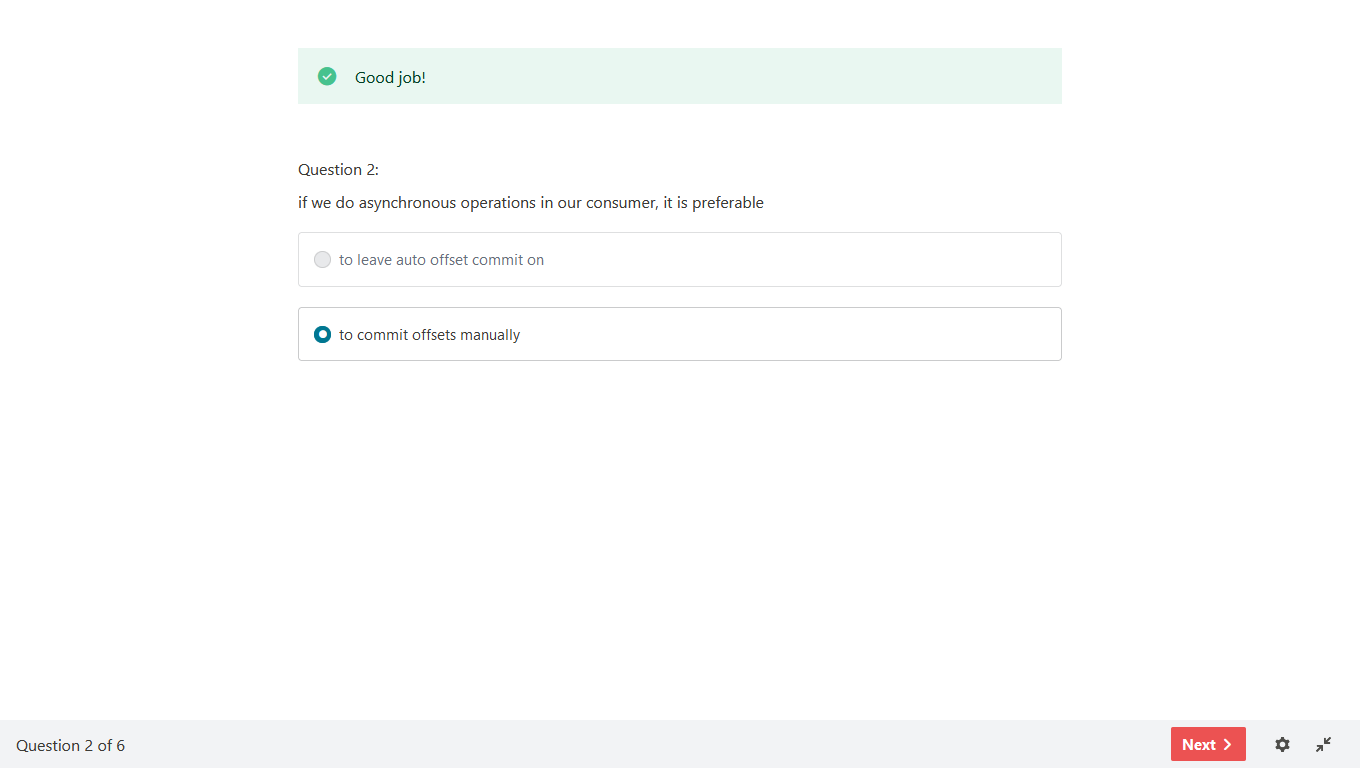 Good job!
Question 2:
if we do asynchronous operations in our consumer, it is preferable
to leave auto offset commit on
to commit offsets manually
Question 2 of 6
Next